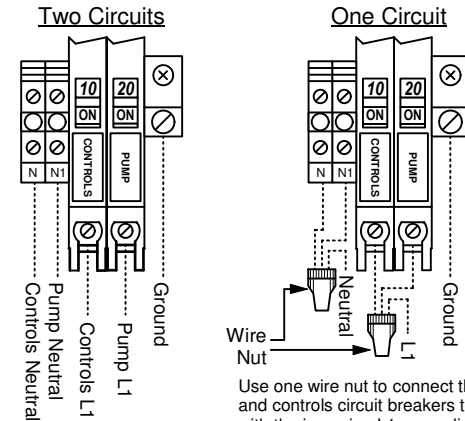 Two Circuits
10
20
ON
ON
CONTROLS
PUMP
N
N1
Controls Neutral
Pump Neutral
Controls L1
Pump L1
Ground
One Circuit
10
20
ON
ON
CONTROLS
PUMP
N
N1
Neutral
L1
Ground
Wire
Nut
Use one wire nut to connect th
and controls circuit breakers t